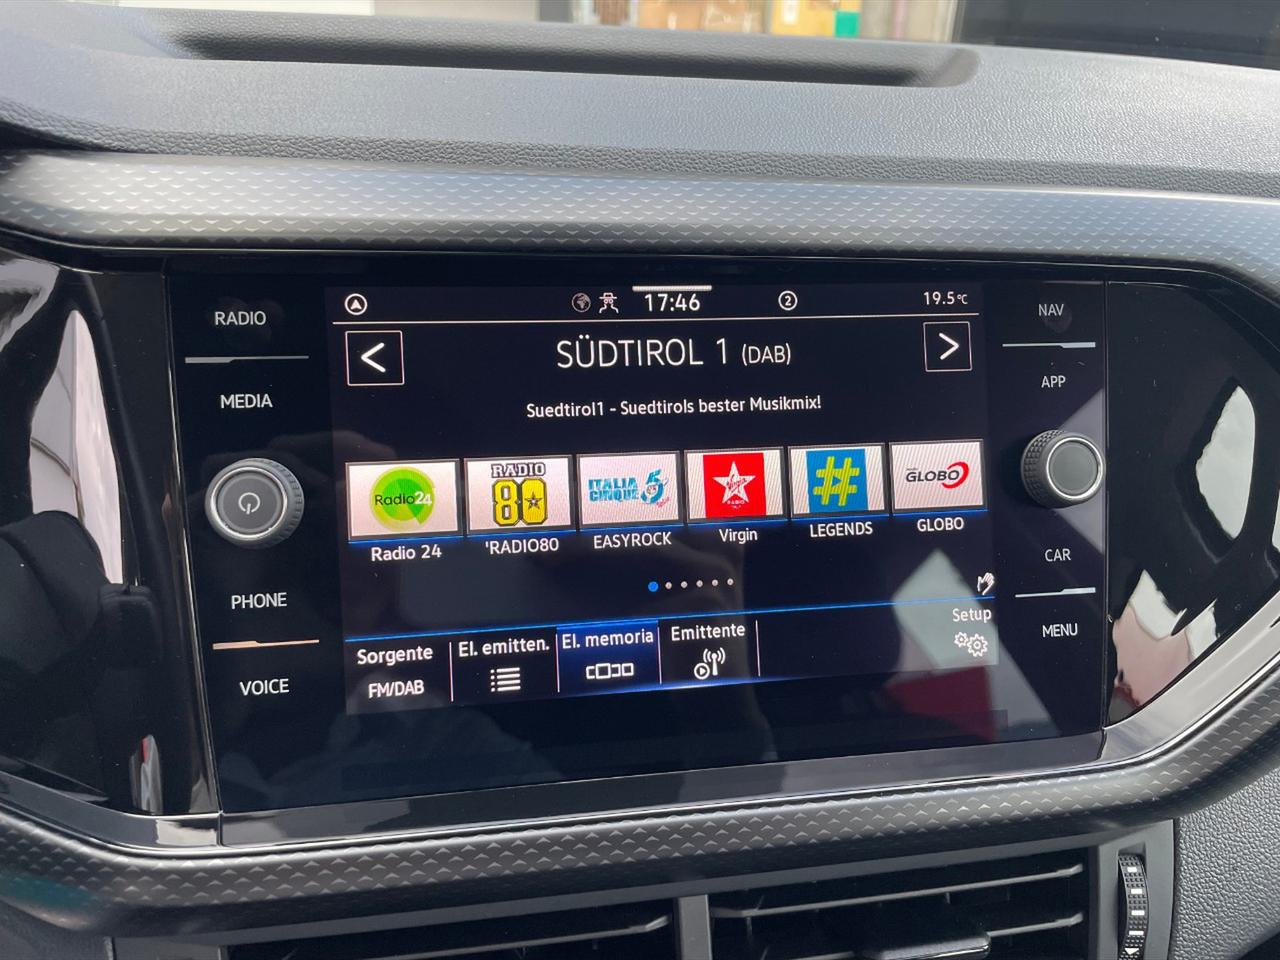 RADIO
MEDIA
PHONE
VOICE
17:46
2
19.5°C
<
SÜDTIROL 1 (DAB)
>
Suedtirol1 - Suedtirols bester Musikmix!
Radio24
RADIO
80
ITALIA
CINQUE 5
#
GLOBO
Radio 24
'RADIO80
EASYROCK
Virgin
LEGENDS
GLOBO
Sorgente
FM/DAB
El. emitten.
El. memoria
Emittente
Setup
NAV
APP
CAR
MENU